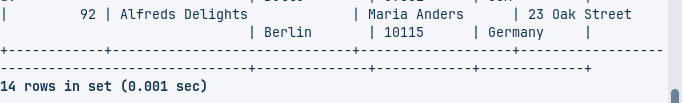 |         92 | Alfreds Delights             | Maria Anders      | 23 Oak Street
                               | Berlin       | 10115      | Germany     |
+------------+------------------------------+-------------------+------------------
-------------------------------+--------------+------------+-------------+
14 rows in set (0.001 sec)